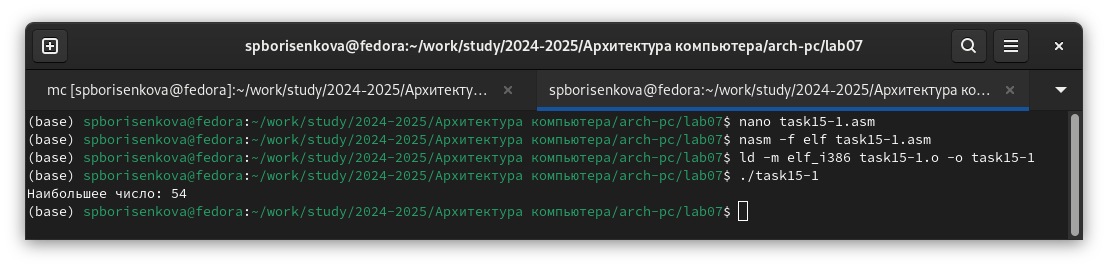 spborisenkova@fedora:~/work/study/2024-2025/Архитектура компьютера/arch-pc/lab07
mc [spborisenkova@fedora]:~/work/study/2024-2025/Архитекту… × spborisenkova@fedora:~/work/study/2024-2025/Архитектура ко… ×
(base) spborisenkova@fedora:~/work/study/2024-2025/Архитектура компьютера/arch-pc/lab07$ nano task15-1.asm
(base) spborisenkova@fedora:~/work/study/2024-2025/Архитектура компьютера/arch-pc/lab07$ nasm -f elf task15-1.asm
(base) spborisenkova@fedora:~/work/study/2024-2025/Архитектура компьютера/arch-pc/lab07$ ld -m elf_i386 task15-1.o -o task15-1
(base) spborisenkova@fedora:~/work/study/2024-2025/Архитектура компьютера/arch-pc/lab07$ ./task15-1
Наибольшее число: 54
(base) spborisenkova@fedora:~/work/study/2024-2025/Архитектура компьютера/arch-pc/lab07$